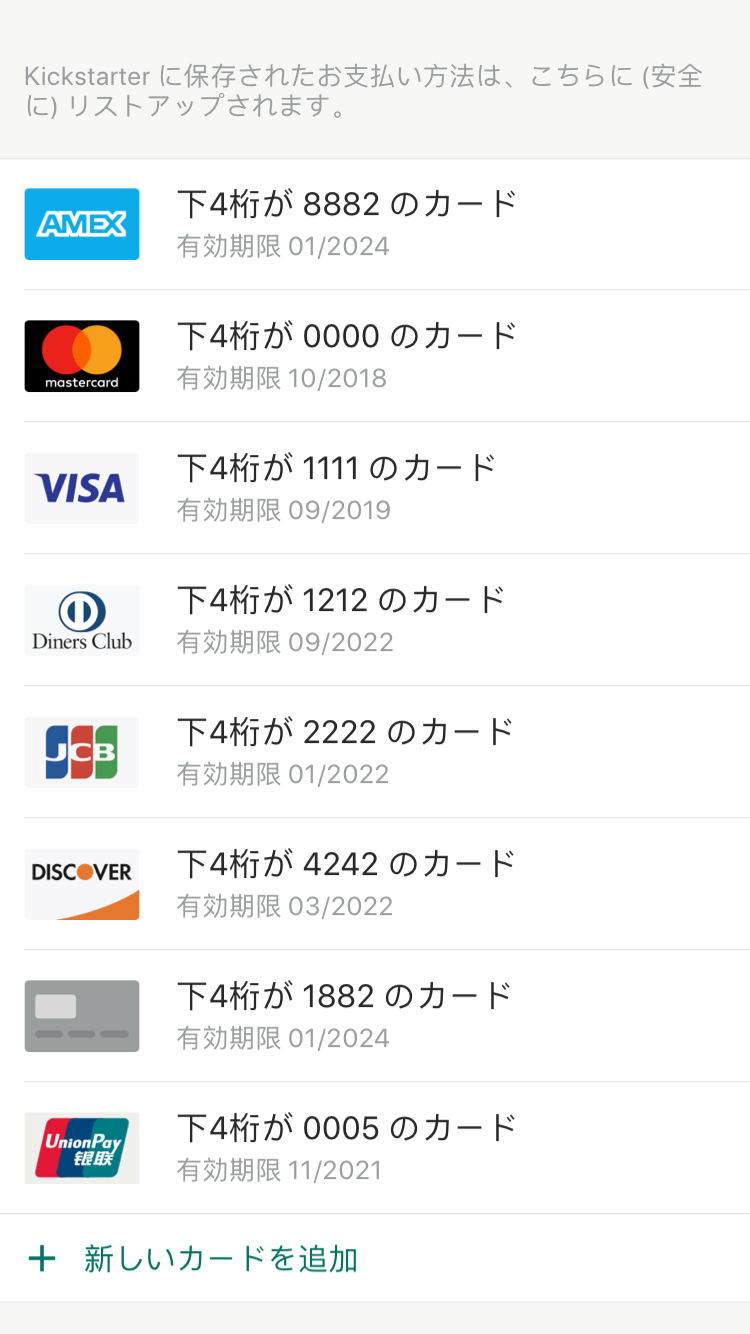 Kickstarter に保存されたお支払い方法は、こちらに (安全
に) リストアップされます。
AMEX
下4桁が 8882 のカード
有効期限 01/2024
mastercard
下4桁が 0000 のカード
有効期限 10/2018
VISA
下4桁が 1111 のカード
有効期限 09/2019
Diners Club
下4桁が 1212 のカード
有効期限 09/2022
JCB
下4桁が 2222 のカード
有効期限 01/2022
DISCOVER
下4桁が 4242 のカード
有効期限 03/2022
下4桁が 1882 のカード
有効期限 01/2024
UnionPay
银联
下4桁が 0005 のカード
有効期限 11/2021
+ 新しいカードを追加